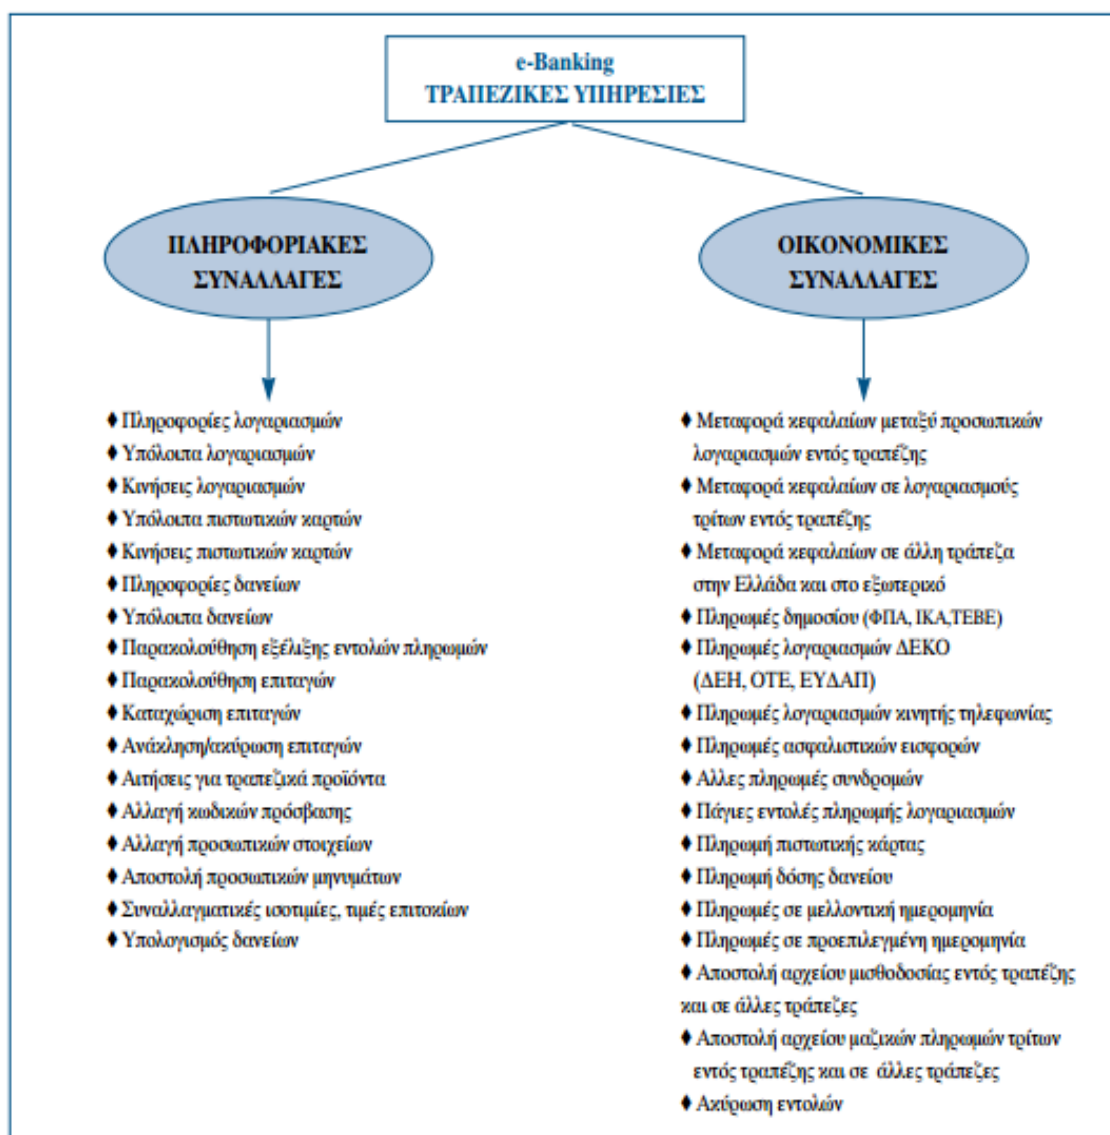 e-Banking
ΤΡΑΠΕΖΙΚΕΣ ΥΠΗΡΕΣΙΕΣ
ΠΛΗΡΟΦΟΡΙΑΚΕΣ
ΣΥΝΑΛΛΑΓΕΣ
♦ Πληροφορίες λογαριασμών
♦ Υπόλοιπα λογαριασμών
♦ Κινήσεις λογαριασμών
♦ Υπόλοιπα πιστωτικών καρτών
♦ Κινήσεις πιστωτικών καρτών
♦ Πληροφορίες δανείων
♦ Υπόλοιπα δανείων
♦ Παρακολούθηση εξέλιξης εντολών πληρωμών
♦ Παρακολούθηση επιταγών
♦ Καταχώριση επιταγών
♦ Ανάκληση/ακύρωση επιταγών
♦ Αιτήσεις για τραπεζικά προϊόντα
♦ Αλλαγή κωδικών πρόσβασης
♦ Αλλαγή προσωπικών στοιχείων
♦ Αποστολή προσωπικών μηνυμάτων
♦ Συναλλαγματικές ισοτιμίες, τιμές επιτοκίων
♦ Υπολογισμός δανείων
ΟΙΚΟΝΟΜΙΚΕΣ
ΣΥΝΑΛΛΑΓΕΣ
♦ Μεταφορά κεφαλαίων μεταξύ προσωπικών
λογαριασμών εντός τραπέζης
♦ Μεταφορά κεφαλαίων σε λογαριασμούς
τρίτων εντός τραπέζης
♦ Μεταφορά κεφαλαίων σε άλλη τράπεζα
στην Ελλάδα και στο εξωτερικό
♦ Πληρωμές δημοσίου (ΦΠΑ, ΙΚΑ,ΤΕΒΕ)
♦ Πληρωμές λογαριασμών ΔΕΚΟ
(ΔΕΗ, ΟΤΕ, ΕΥΔΑΠ)
♦ Πληρωμές λογαριασμών κινητής τηλεφωνίας
♦ Πληρωμές ασφαλιστικών εισφορών
♦ Αλλες πληρωμές συνδρομών
♦ Πάγιες εντολές πληρωμής λογαριασμών
♦ Πληρωμή πιστωτικής κάρτας
♦ Πληρωμή δόσης δανείου
♦ Πληρωμές σε μελλοντική ημερομηνία
♦ Πληρωμές σε προεπιλεγμένη ημερομηνία
♦ Αποστολή αρχείου μισθοδοσίας εντός τραπέζης
και σε άλλες τράπεζες
♦ Αποστολή αρχείου μαζικών πληρωμών τρίτων
εντός τραπέζης και σε άλλες τράπεζες
♦ Ακύρωση εντολών